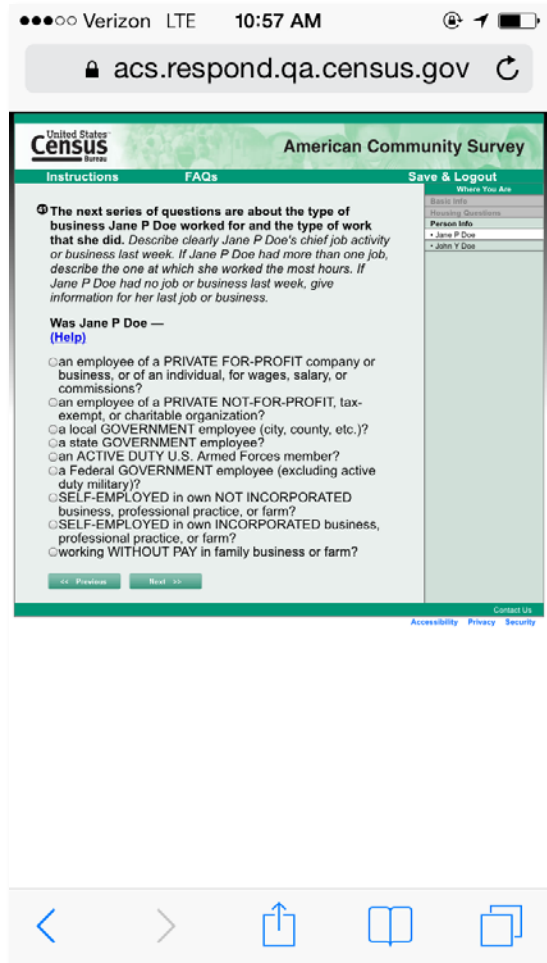 Verizon LTE 10:57 AM
acs.respond.qa.census.gov
United States
Census
Bureau
American Community Survey
Instructions FAQs Save & Logout
Where You Are
Basic Info
Housing Questions
Person Info
• Jane P Doe
• John Y Doe
The next series of questions are about the type of
business Jane P Doe worked for and the type of work
that she did. Describe clearly Jane P Doe's chief job activity
or business last week. If Jane P Doe had more than one job,
describe the one at which she worked the most hours. If
Jane P Doe had no job or business last week, give
information for her last job or business.
Was Jane P Doe —
(Help)
an employee of a PRIVATE FOR-PROFIT company or
business, or of an individual, for wages, salary, or
commissions?
an employee of a PRIVATE NOT-FOR-PROFIT, tax-
exempt, or charitable organization?
a local GOVERNMENT employee (city, county, etc.)?
a state GOVERNMENT employee?
an ACTIVE DUTY U.S. Armed Forces member?
a Federal GOVERNMENT employee (excluding active
duty military)?
SELF-EMPLOYED in own NOT INCORPORATED
business, professional practice, or farm?
SELF-EMPLOYED in own INCORPORATED business,
professional practice, or farm?
working WITHOUT PAY in family business or farm?
<< Previous Next >>
Contact Us
Accessibility Privacy Security